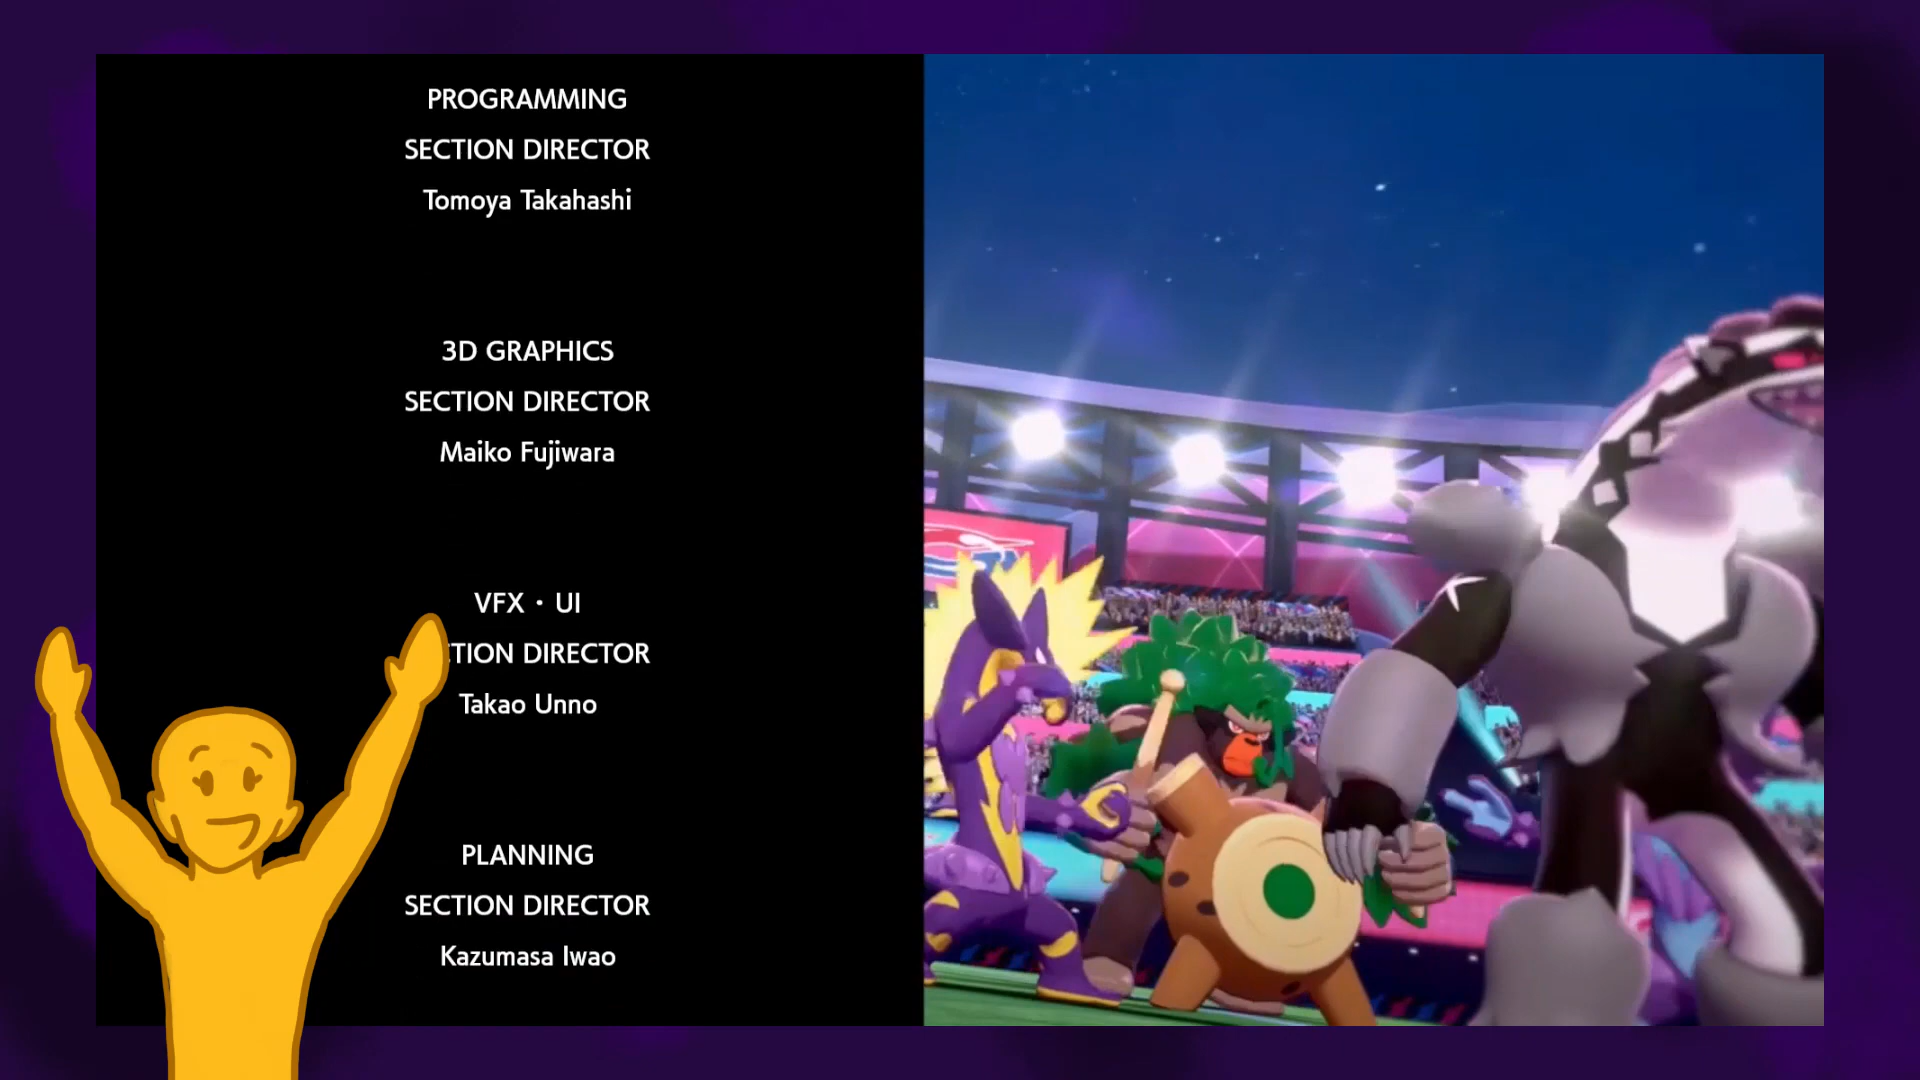 PROGRAMMING
SECTION DIRECTOR
Tomoya Takahashi
3D GRAPHICS
SECTION DIRECTOR
Maiko Fujiwara
VFX・UI
CTION DIRECTOR
Takao Unno
PLANNING
SECTION DIRECTOR
Kazumasa Iwao